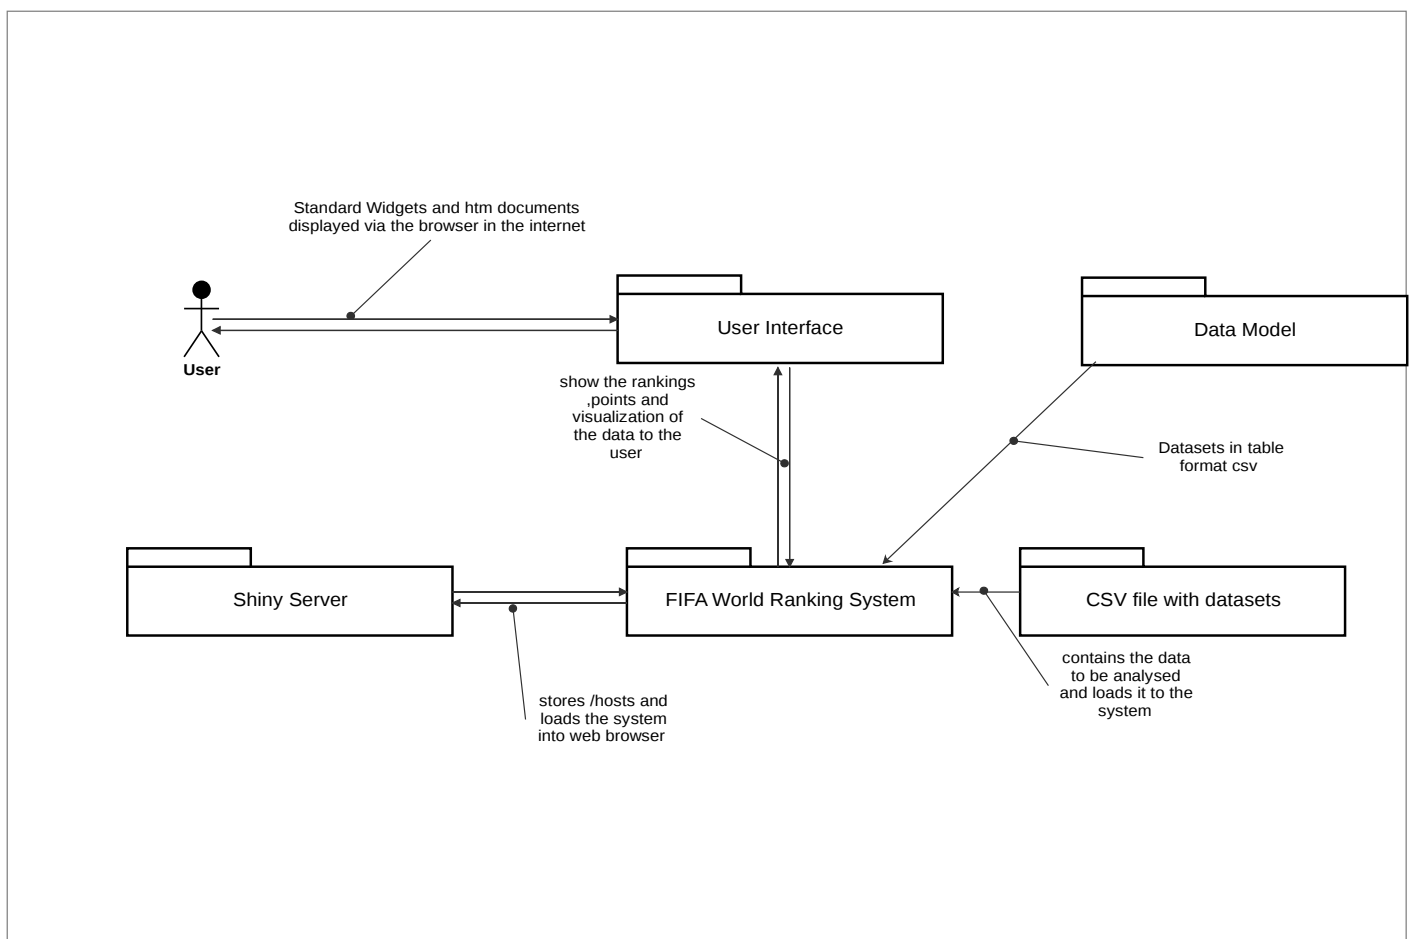 Standard Widgets and htm documents
displayed via the browser in the internet
User Interface
Data Model
User
show the rankings
,points and
visualization of
the data to the
user
Datasets in table
format csv
Shiny Server
FIFA World Ranking System
CSV file with datasets
contains the data
to be analysed
and loads it to the
system
stores /hosts and
loads the system
into web browser